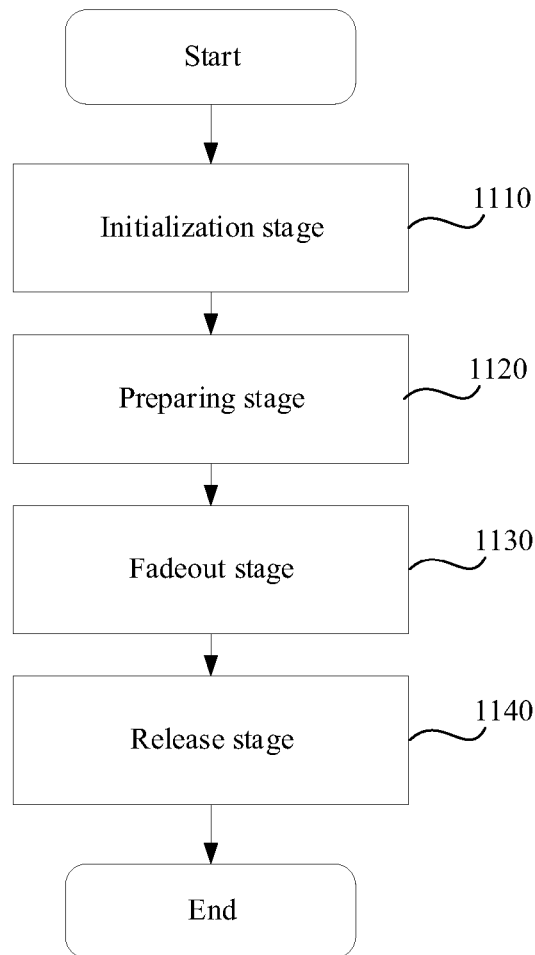 Start
Initialization stage
1110
Preparing stage
1120
Fadeout stage
1130
Release stage
1140
End